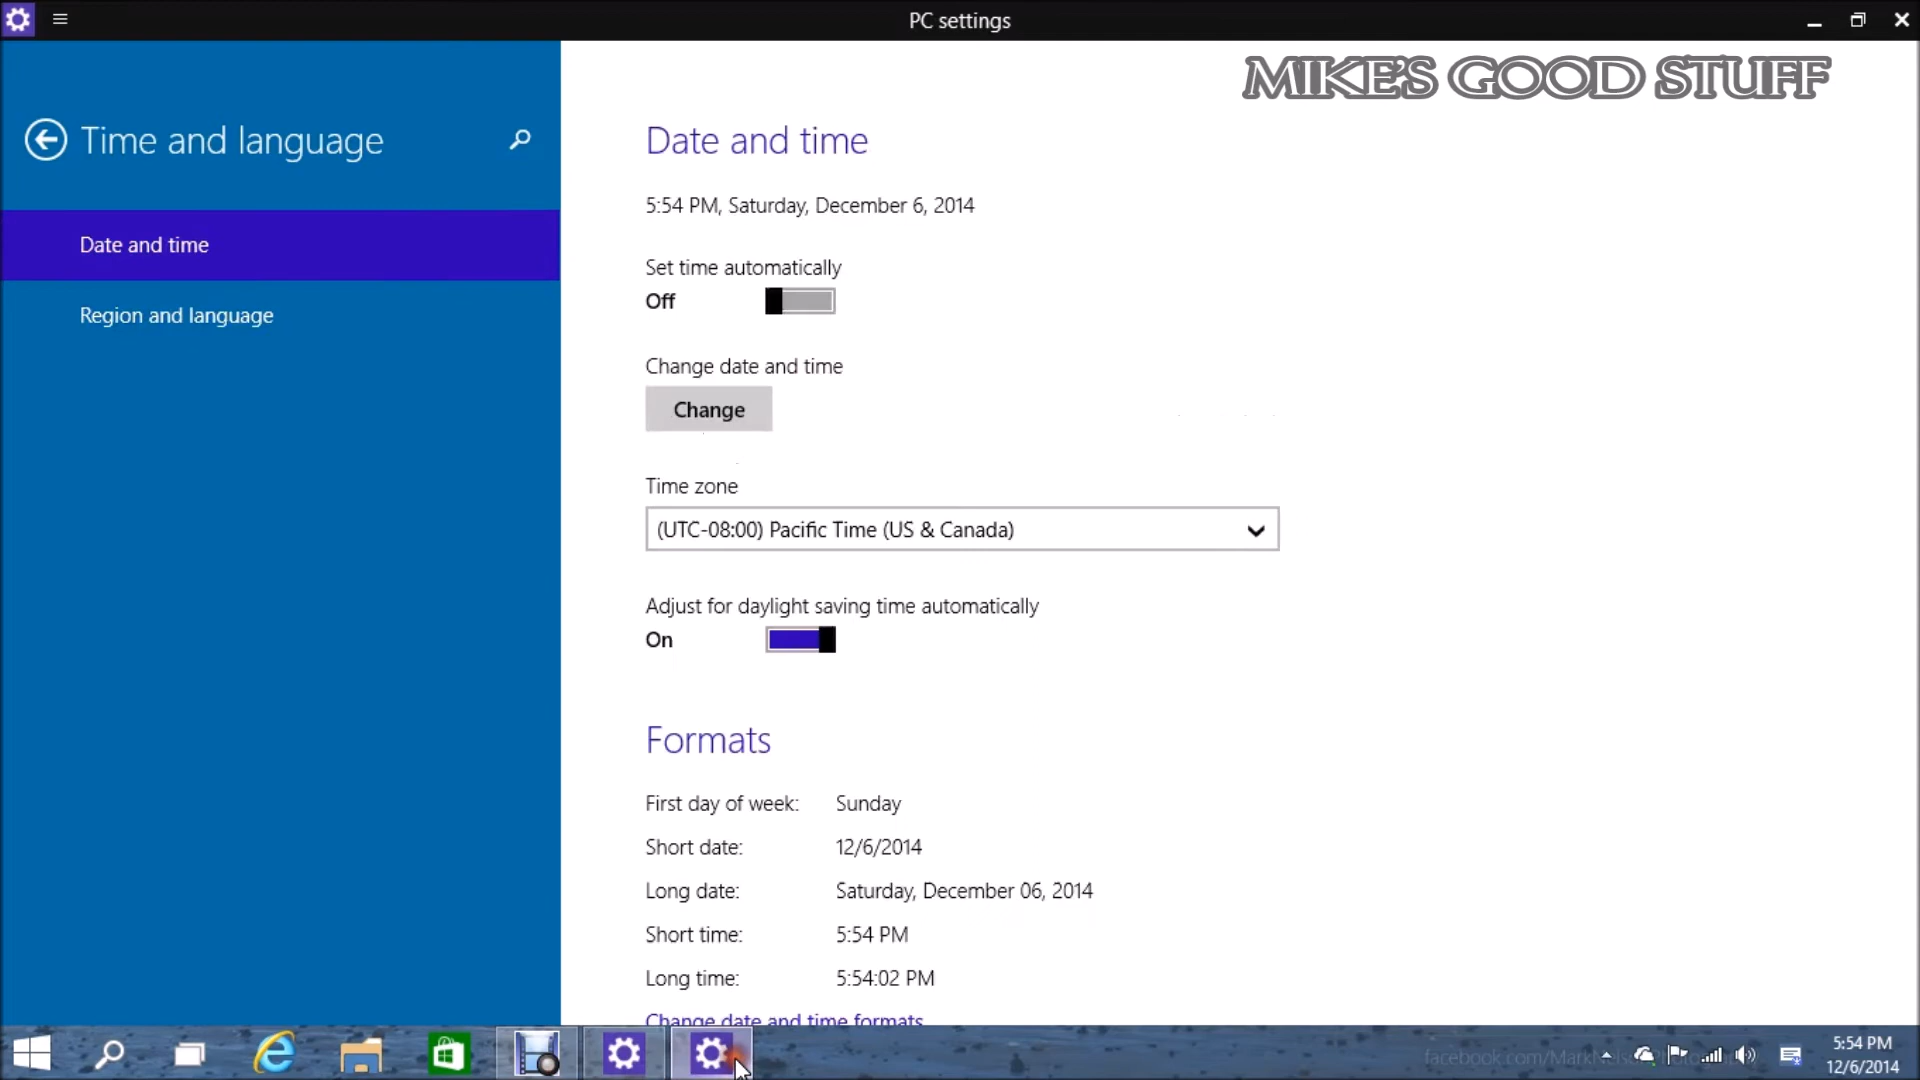 PC settings
MIKE'S GOOD STUFF
Time and language
Date and time
Region and language
Date and time
5:54 PM, Saturday, December 6, 2014
Set time automatically
Off
Change date and time
Change
Time zone
(UTC-08:00) Pacific Time (US & Canada)
Adjust for daylight saving time automatically
On
Formats
First day of week: Sunday
Short date: 12/6/2014
Long date: Saturday, December 06, 2014
Short time: 5:54 PM
Long time: 5:54:02 PM
Change date and time formats
5:54 PM
12/6/2014